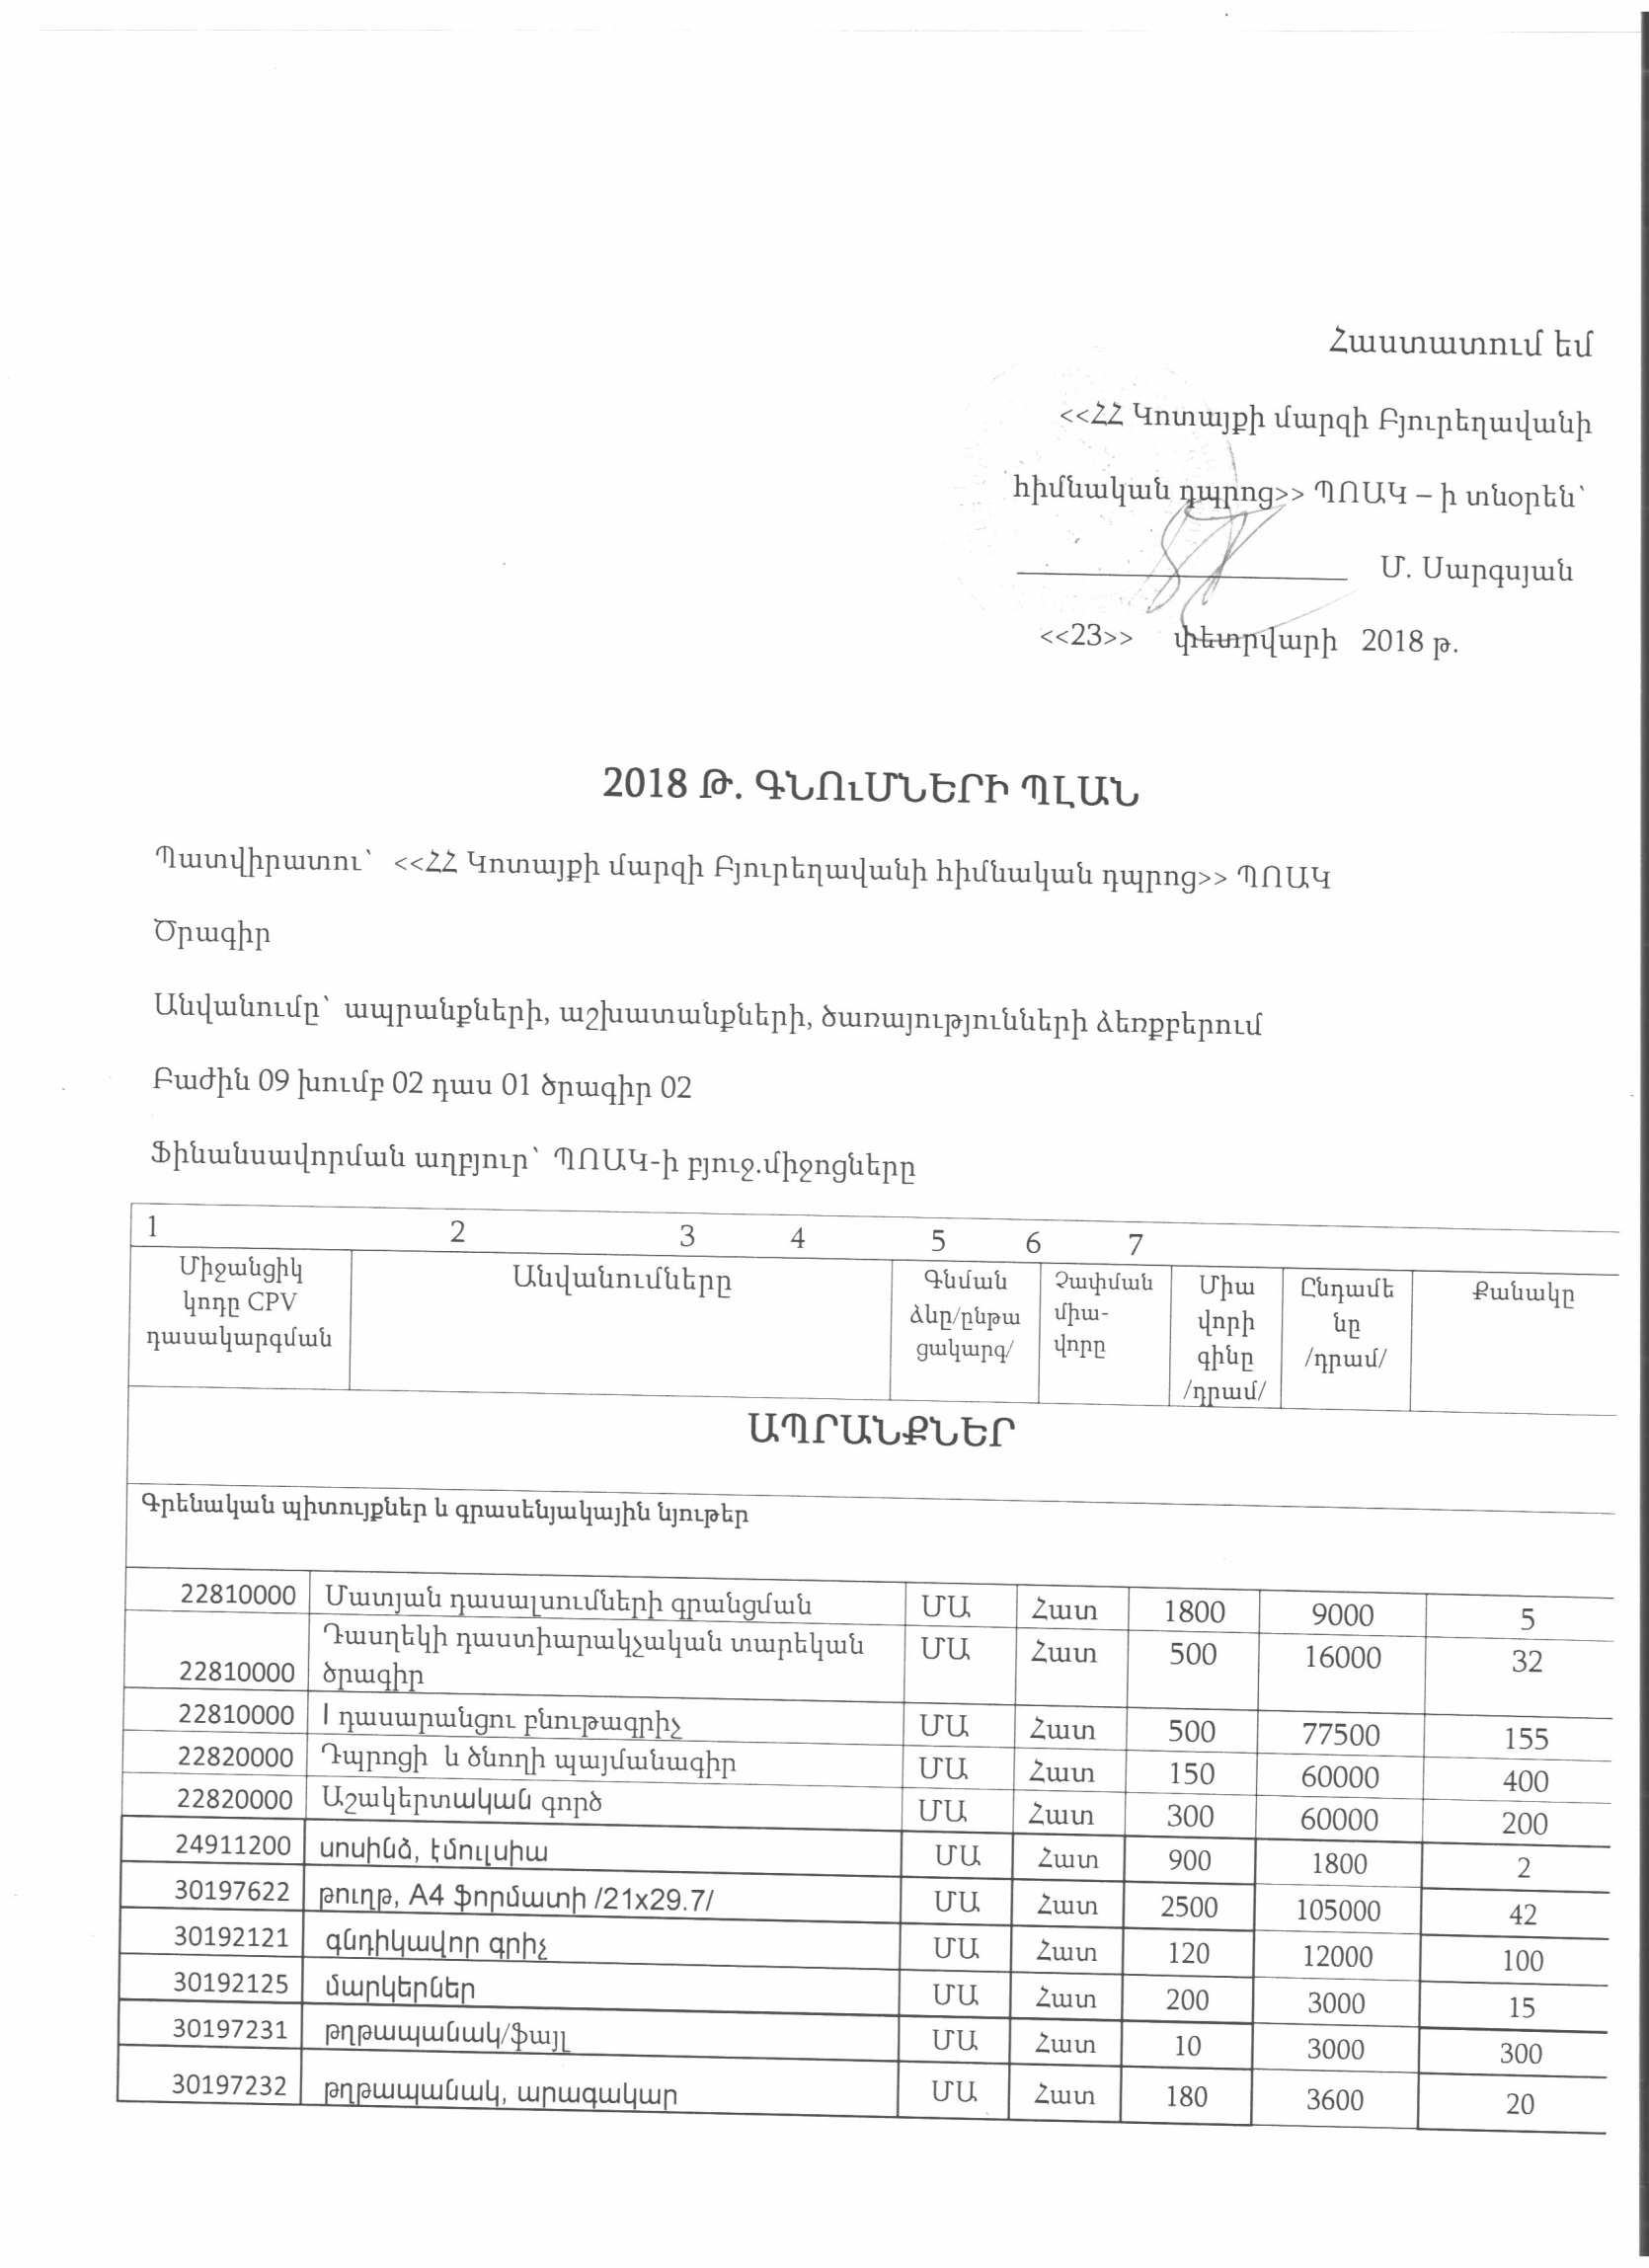 Հաստատում եմ
<<ՀՀ Կոտայքի մարզի Բյուրեղավանի
հիմնական դպրոց>> ՊՈԱԿ – ի տնօրեն՝
Մ. Սարգսյան
<<23>> փետրվարի 2018 թ.
2018 Թ. ԳՆՈւՄՆԵՐԻ ՊԼԱՆ
Պատվիրատու՝ <<ՀՀ Կոտայքի մարզի Բյուրեղավանի հիմնական դպրոց>> ՊՈԱԿ
Ծրագիր
Անվանումը՝ ապրանքների, աշխատանքների, ծառայությունների ձեռքբերում
Բաժին 09 խումբ 02 դաս 01 ծրագիր 02
Ֆինանսավորման աղբյուր՝ ՊՈԱԿ-ի բյուջ.միջոցները
1 2 3 4 5 6 7
Միջանցիկ
կոդը CPV
դասակարգման
Անվանումները
Գնման
ձևը/ընթա
ցակարգ/
Չափման
միա-
վորը
Միա
վորի
գինը
/դրամ/
Ընդամե
նը
/դրամ/
Քանակը
ԱՊՐԱՆՔՆԵՐ
Գրենական պիտույքներ և գրասենյակային նյութեր
22810000 Մատյան դասալսումների գրանցման ՄԱ Հատ 1800 9000 5
Դասղեկի դաստիարակչական տարեկան ՄԱ Հատ 500 16000 32
22810000 ծրագիր
22810000 I դասարանցու բնութագրիչ ՄԱ Հատ 500 77500 155
22820000 Դպրոցի և ծնողի պայմանագիր ՄԱ Հատ 150 60000 400
22820000 Աշակերտական գործ ՄԱ Հատ 300 60000 200
24911200 սոսինձ, էմուլսիա ՄԱ Հատ 900 1800 2
30197622 թուղթ, A4 ֆորմատի /21x29.7/ ՄԱ Հատ 2500 105000 42
30192121 գնդիկավոր գրիչ ՄԱ Հատ 120 12000 100
30192125 մարկերներ ՄԱ Հատ 200 3000 15
30197231 թղթապանակ/ֆայլ ՄԱ Հատ 10 3000 300
30197232 թղթապանակ, արագակար ՄԱ Հատ 180 3600 20